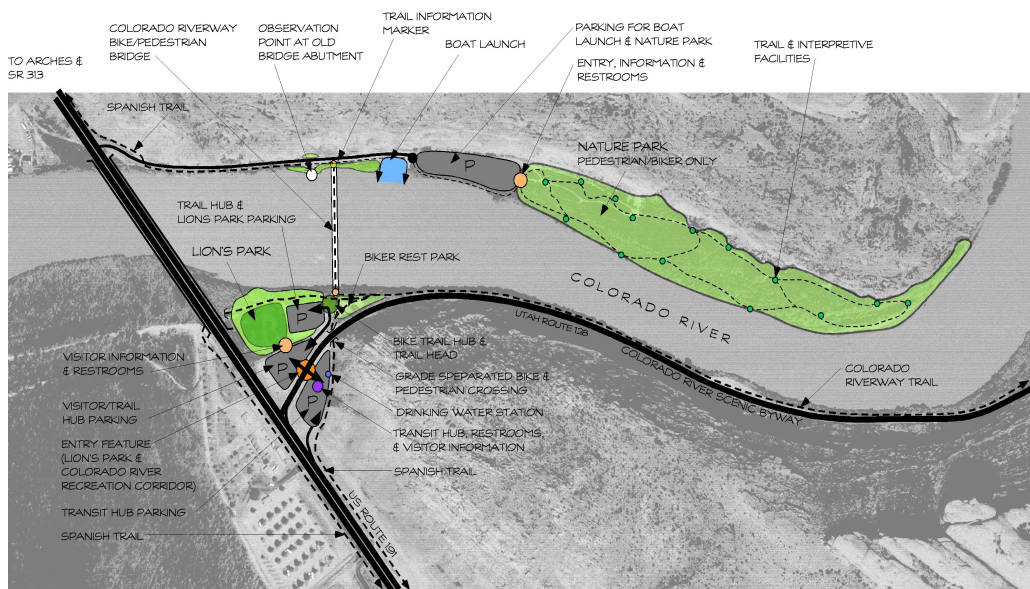 COLORADO RIVERWAY
BIKE/PEDESTRIAN
BRIDGE
OBSERVATION
POINT AT OLD
BRIDGE ABUTMENT
TRAIL INFORMATION
MARKER
BOAT LAUNCH
PARKING FOR BOAT
LAUNCH & NATURE PARK
ENTRY, INFORMATION &
RESTROOMS
TRAIL & INTERPRETIVE
FACILITIES
TO ARCHES &
SR 313
SPANISH TRAIL
P
NATURE PARK
PEDESTRIAN/BIKER ONLY
TRAIL HUB &
LIONS PARK PARKING
LION'S PARK
BIKER REST PARK
COLORADO RIVER
P
UTAH ROUTE 128
COLORADO RIVER SCENIC BYWAY
COLORADO
RIVERWAY TRAIL
VISITOR INFORMATION
& RESTROOMS
P
P
BIKE TRAIL HUB &
TRAIL HEAD
GRADE SPEPARATED BIKE &
PEDESTRIAN CROSSING
VISITOR/TRAIL
HUB PARKING
DRINKING WATER STATION
TRANSIT HUB, RESTROOMS,
& VISITOR INFORMATION
ENTRY FEATURE
(LION'S PARK &
COLORADO RIVER
RECREATION CORRIDOR)
SPANISH TRAIL
TRANSIT HUB PARKING
SPANISH TRAIL
US ROUTE 191